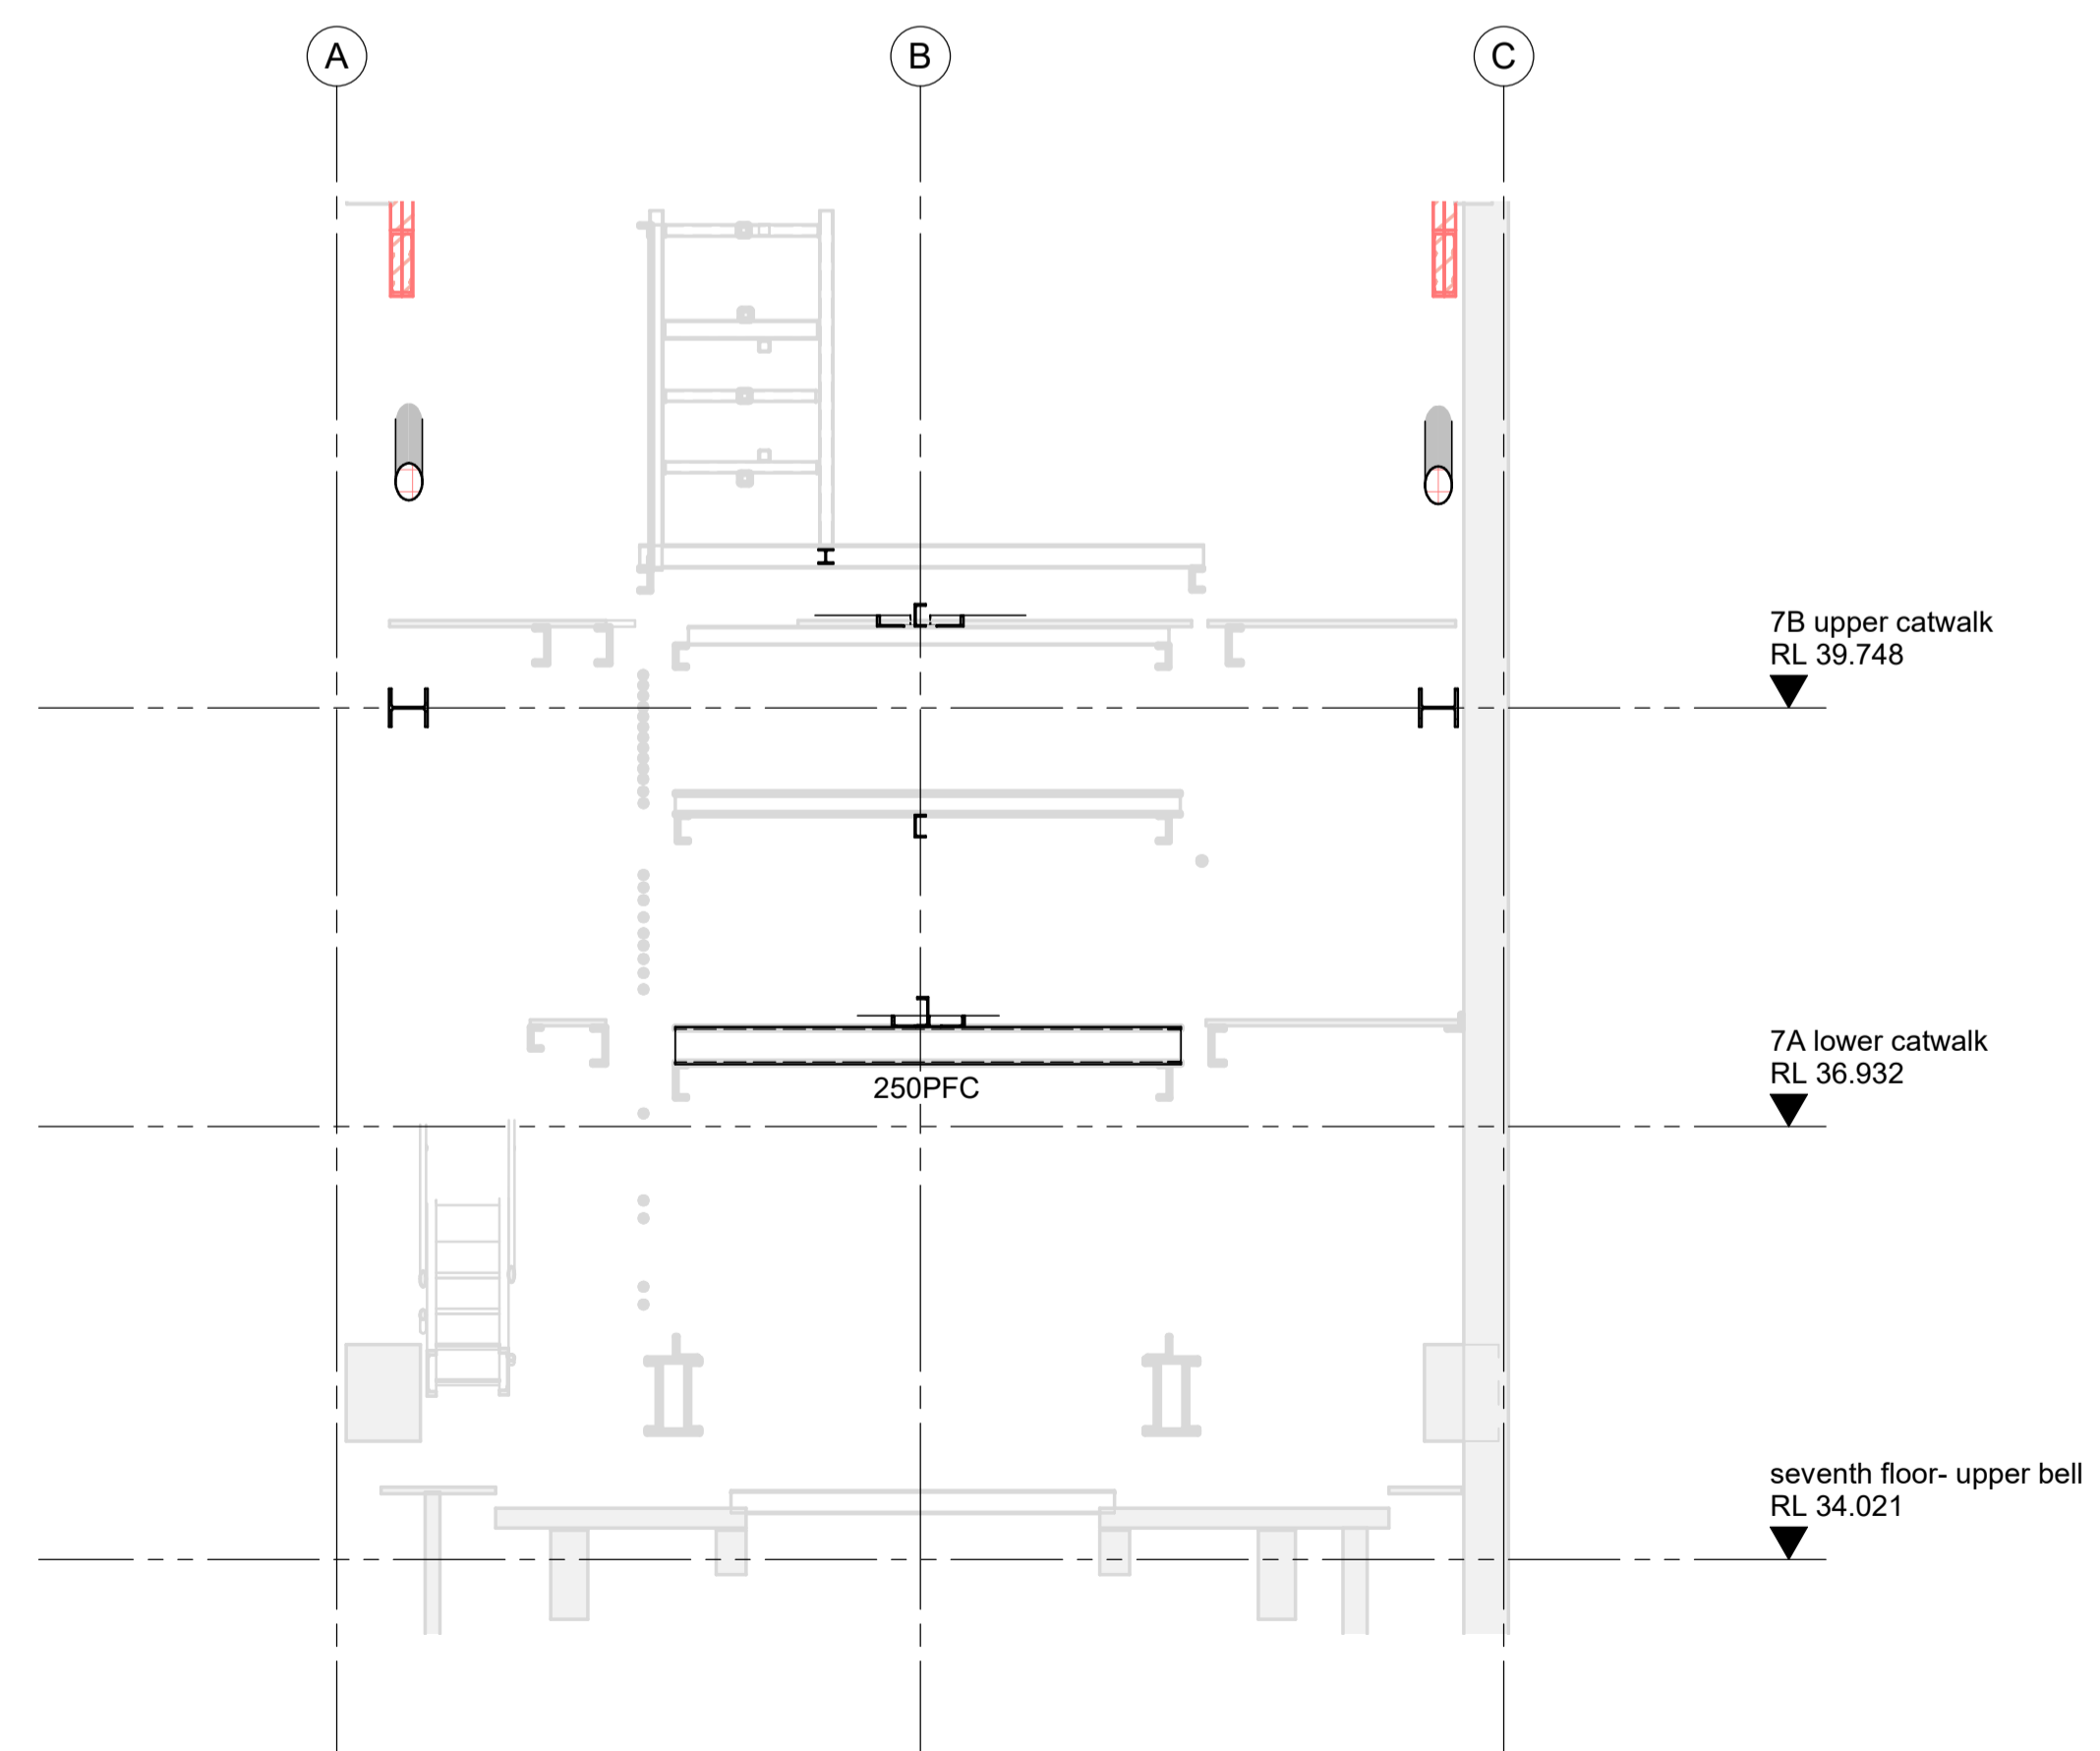 A
B
C
7B upper catwalk
RL 39.748
7A lower catwalk
RL 36.932
250PFC
seventh floor- upper bell
RL 34.021